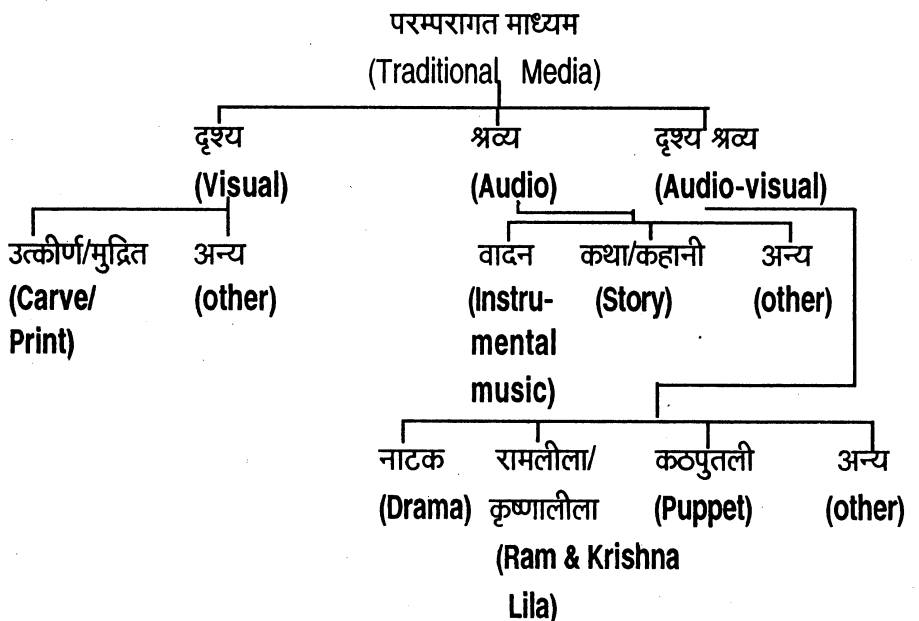 परम्परागत माध्यम
(Traditional Media)
दृश्य श्रव्य दृश्य श्रव्य
(Visual) (Audio) (Audio-visual)
उत्कीर्ण/मुद्रित अन्य वादन कथा/कहानी अन्य
(Carve/ (other) (Instru- (Story) (other)
Print) mental
music)
नाटक रामलीला/ कठपुतली अन्य
(Drama) कृष्णालीला (Puppet) (other)
(Ram & Krishna
Lila)